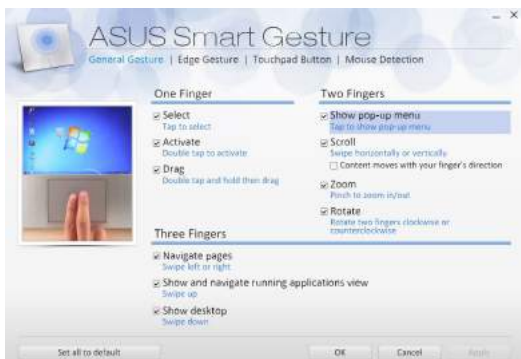 ASUS Smart Gesture
General Gesture | Edge Gesture | Touchpad Button | Mouse Detection
One Finger
Select
Tap to select
Activate
Double tap to activate
Drag
Double tap and hold then drag
Two Fingers
Show pop-up menu
Tap to show pop-up menu
Scroll
Swipe horizontally or vertically
Content moves with your finger's direction
Zoom
Pinch to zoom in/out
Rotate
Rotate two fingers clockwise or
counterclockwise
Three Fingers
Navigate pages
Swipe left or right
Show and navigate running applications view
Swipe up
Show desktop
Swipe down
Set all to default
OK
Cancel
Apply